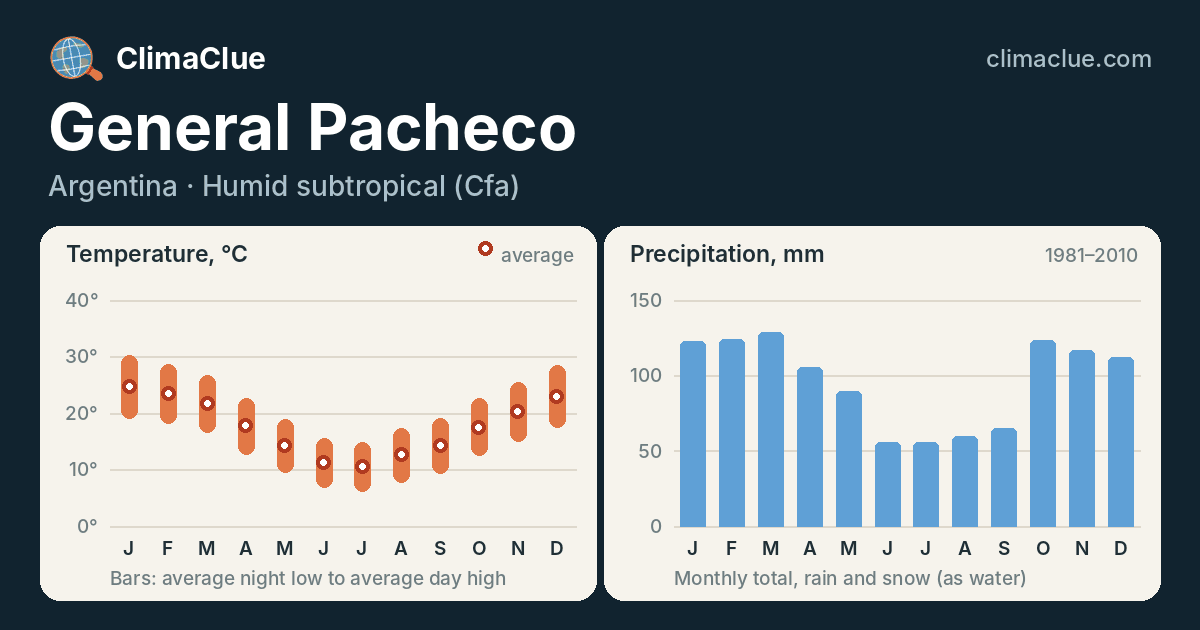 ClimaClue
climaclue.com
General Pacheco
Argentina · Humid subtropical (Cfa)
Temperature, °C
average
40°
30°
20°
10°
0°
J F M A M J J A S O N D
Bars: average night low to average day high
Precipitation, mm
1981–2010
150
100
50
0
J F M A M J J A S O N D
Monthly total, rain and snow (as water)